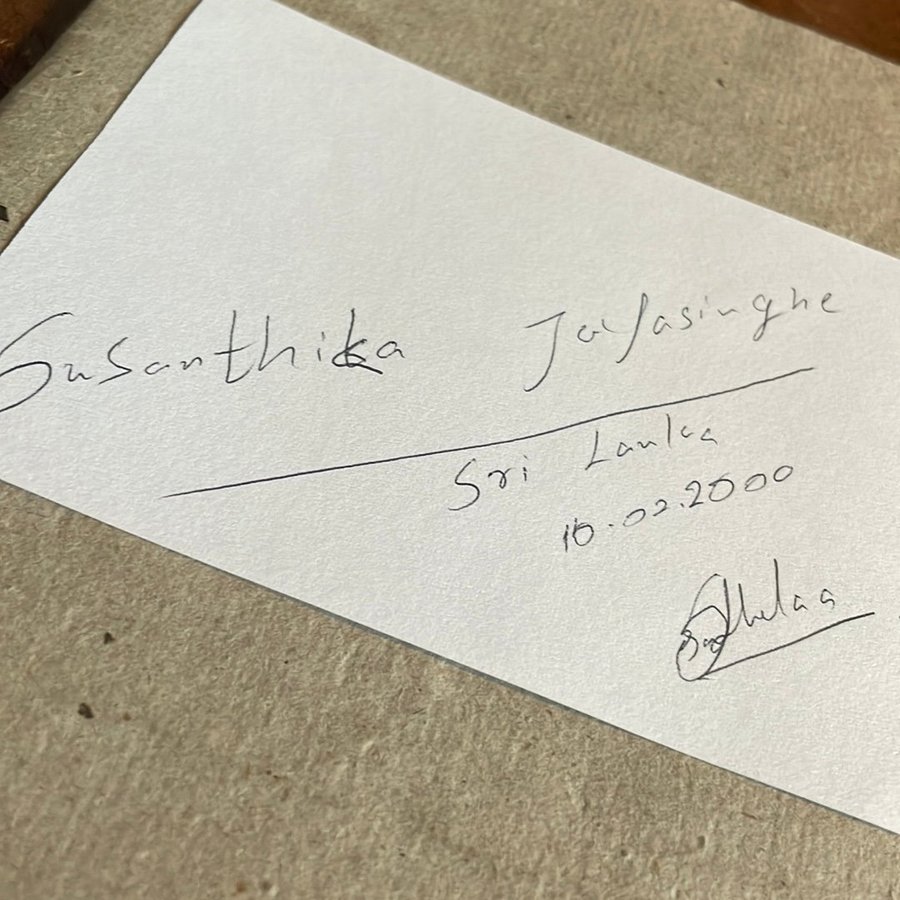 Susanthika Jayasinghe
Sri Lanka
10.02.2000